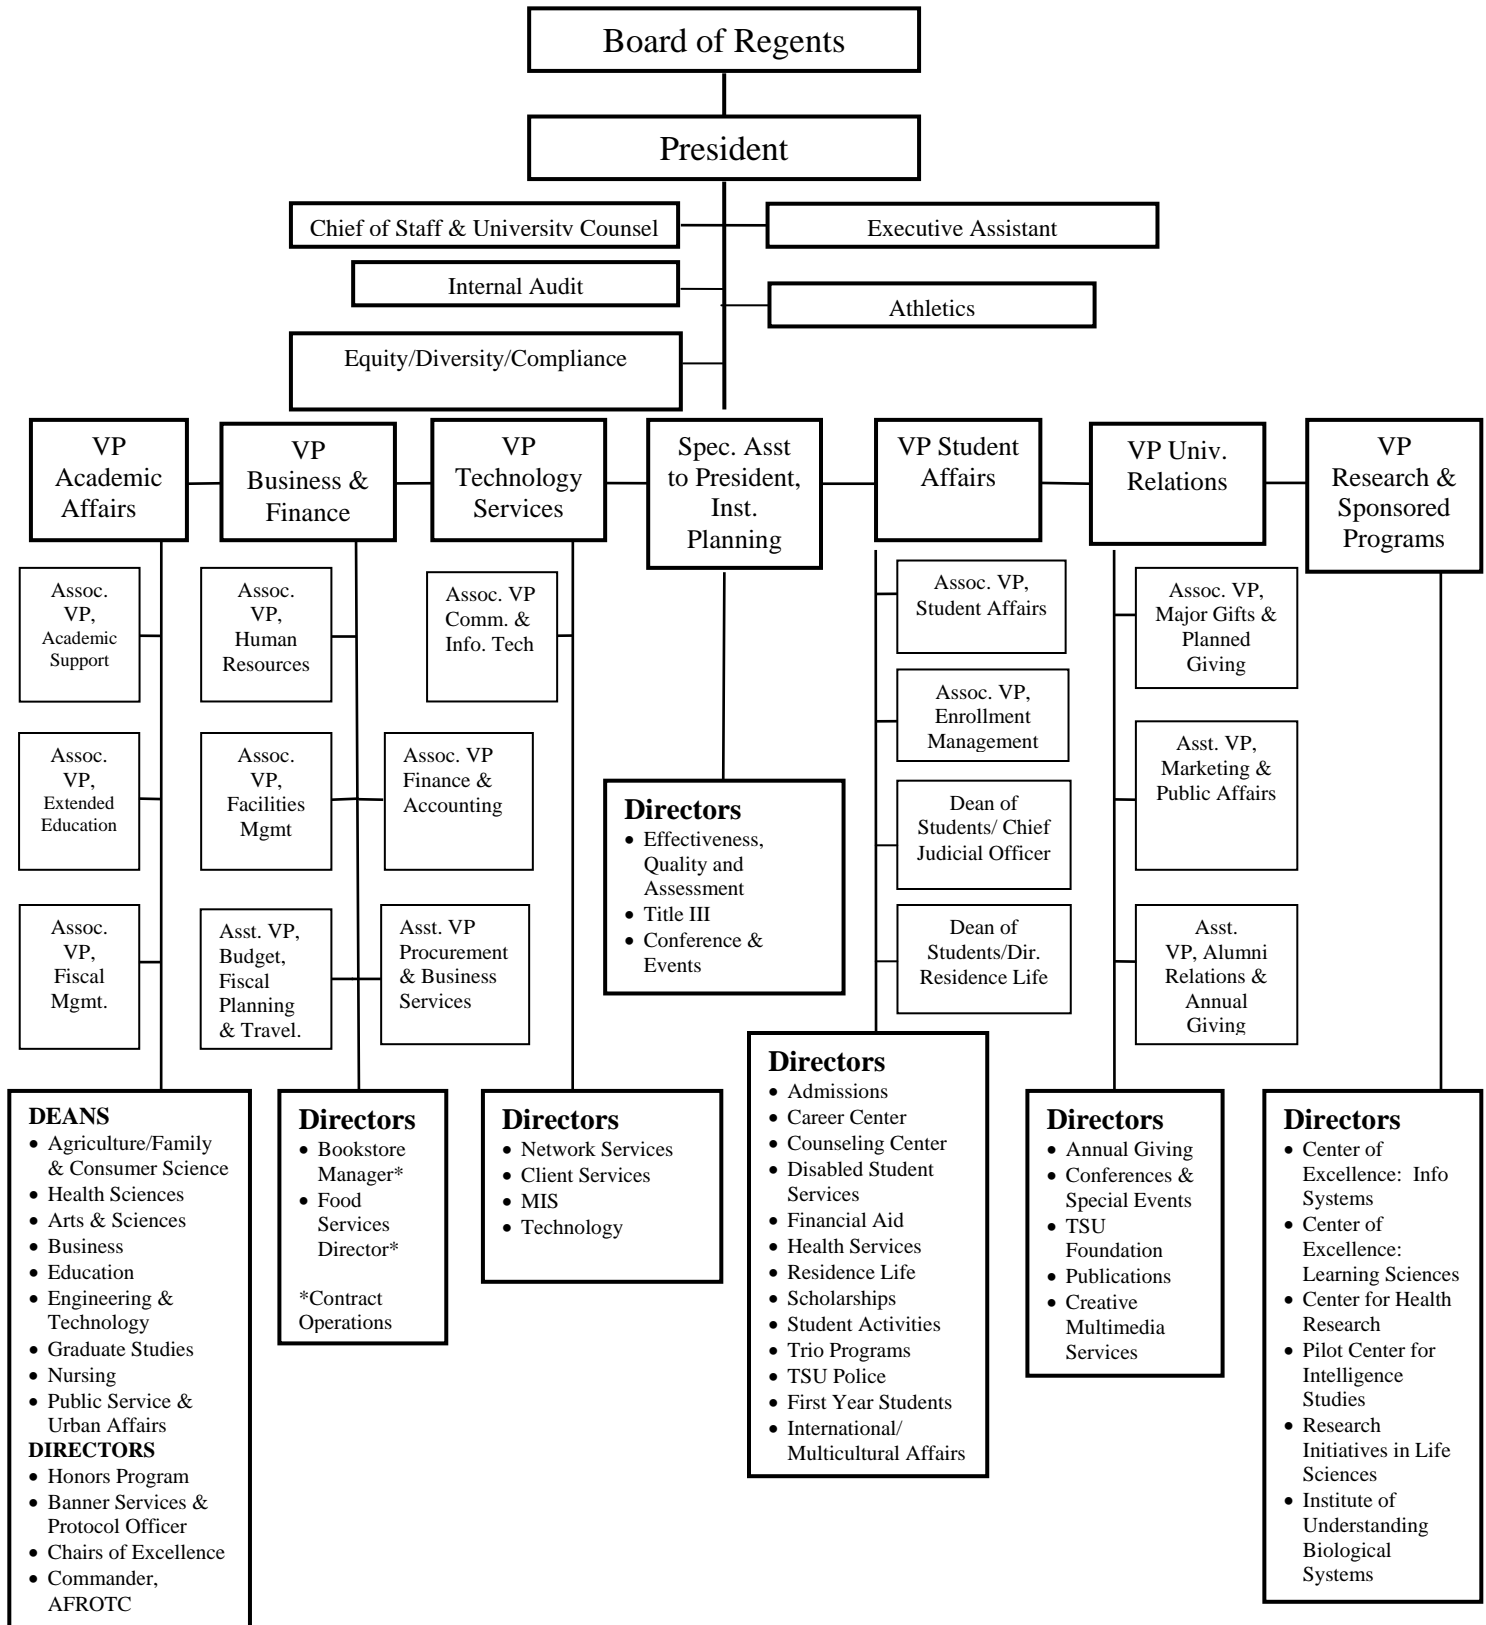 Board of Regents
President
Chief of Staff & University Counsel
Executive Assistant
Internal Audit
Athletics
Equity/Diversity/Compliance
VP
Academic
Affairs
VP
Business &
Finance
VP
Technology
Services
Spec. Asst
to President,
Inst.
Planning
VP Student
Affairs
VP Univ.
Relations
VP
Research &
Sponsored
Programs
Assoc.
VP,
Academic
Support
Assoc.
VP,
Extended
Education
Assoc.
VP,
Fiscal
Mgmt.
Assoc.
VP,
Human
Resources
Assoc.
VP,
Facilities
Mgmt
Assoc. VP
Finance &
Accounting
Asst. VP,
Budget,
Fiscal
Planning
& Travel.
Asst. VP
Procurement
& Business
Services
Assoc. VP
Comm. &
Info. Tech
Assoc. VP,
Student Affairs
Assoc. VP,
Enrollment
Management
Dean of
Students/ Chief
Judicial Officer
Dean of
Students/Dir.
Residence Life
Assoc. VP,
Major Gifts &
Planned
Giving
Asst. VP,
Marketing &
Public Affairs
Asst.
VP, Alumni
Relations &
Annual
Giving
DEANS
• Agriculture/Family
& Consumer Science
• Health Sciences
• Arts & Sciences
• Business
• Education
• Engineering &
Technology
• Graduate Studies
• Nursing
• Public Service &
Urban Affairs
DIRECTORS
• Honors Program
• Banner Services &
Protocol Officer
• Chairs of Excellence
• Commander,
AFROTC
Directors
• Bookstore
Manager*
• Food
Services
Director*
*Contract
Operations
Directors
• Network Services
• Client Services
• MIS
• Technology
Directors
• Effectiveness,
Quality and
Assessment
• Title III
• Conference &
Events
Directors
• Admissions
• Career Center
• Counseling Center
• Disabled Student
Services
• Financial Aid
• Health Services
• Residence Life
• Scholarships
• Student Activities
• Trio Programs
• TSU Police
• First Year Students
• International/
Multicultural Affairs
Directors
• Annual Giving
• Conferences &
Special Events
• TSU
Foundation
• Publications
• Creative
Multimedia
Services
Directors
• Center of
Excellence: Info
Systems
• Center of
Excellence:
Learning Sciences
• Center for Health
Research
• Pilot Center for
Intelligence
Studies
• Research
Initiatives in Life
Sciences
• Institute of
Understanding
Biological
Systems